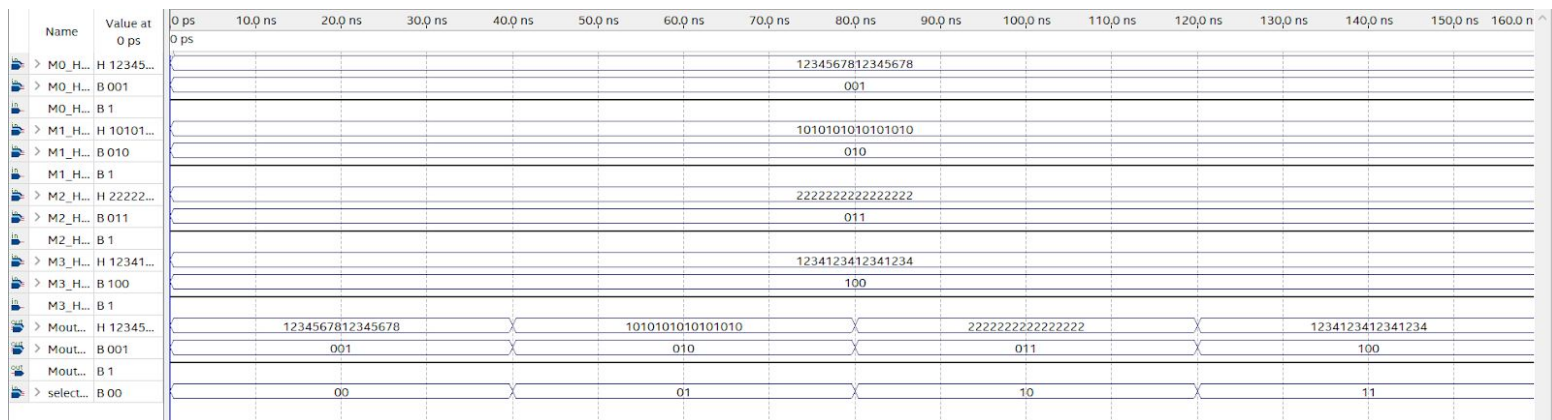 Name Value at 0 ps 0 ps 10.0 ns 20.0 ns 30.0 ns 40.0 ns 50.0 ns 60.0 ns 70.0 ns 80.0 ns 90.0 ns 100.0 ns 110.0 ns 120.0 ns 130.0 ns 140.0 ns 150.0 ns 160.0 n
0 ps
> M0_H... H 12345... 1234567812345678
> M0_H... B 001 001
M0_H... B 1
> M1_H... H 10101... 1010101010101010
> M1_H... B 010 010
M1_H... B 1
> M2_H... H 22222... 2222222222222222
> M2_H... B 011 011
M2_H... B 1
> M3_H... H 12341... 1234123412341234
> M3_H... B 100 100
M3_H... B 1
> Mout... H 12345... 1234567812345678 1010101010101010 2222222222222222 1234123412341234
> Mout... B 001 001 010 011 100
Mout... B 1
> select... B 00 00 01 10 11